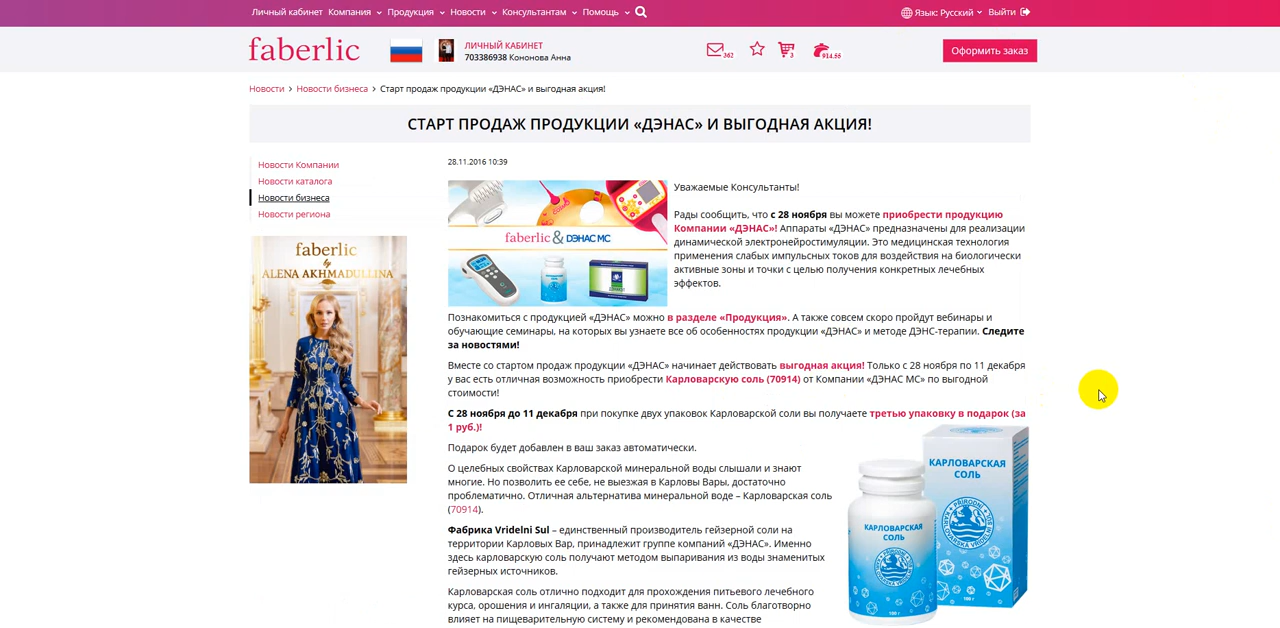 Личный кабинет Компания Продукция Новости Консультантам Помощь Язык: Русский Выйти
faberlic
ЛИЧНЫЙ КАБИНЕТ
703386938 Кононова Анна
362 3 914.55
Оформить заказ
Новости > Новости бизнеса > Старт продаж продукции «ДЭНАС» и выгодная акция!
СТАРТ ПРОДАЖ ПРОДУКЦИИ «ДЭНАС» И ВЫГОДНАЯ АКЦИЯ!
Новости Компании
Новости каталога
Новости бизнеса
Новости региона
faberlic
by
ALENA AKHMADULLINA
28.11.2016 10:39
faberlic & ДЭНАС МС
Уважаемые Консультанты!
Рады сообщить, что с 28 ноября вы можете приобрести продукцию
Компании «ДЭНАС»! Аппараты «ДЭНАС» предназначены для реализации
динамической электронейростимуляции. Это медицинская технология
применения слабых импульсных токов для воздействия на биологически
активные зоны и точки с целью получения конкретных лечебных
эффектов.
Познакомиться с продукцией «ДЭНАС» можно в разделе «Продукция». А также совсем скоро пройдут вебинары и
обучающие семинары, на которых вы узнаете все об особенностях продукции «ДЭНАС» и методе ДЭНС-терапии. Следите
за новостями!
Вместе со стартом продаж продукции «ДЭНАС» начинает действовать выгодная акция! Только с 28 ноября по 11 декабря
у вас есть отличная возможность приобрести Карловарскую соль (70914) от Компании «ДЭНАС МС» по выгодной
стоимости!
С 28 ноября до 11 декабря при покупке двух упаковок Карловарской соли вы получаете третью упаковку в подарок (за
1 руб.)!
Подарок будет добавлен в ваш заказ автоматически.
О целебных свойствах Карловарской минеральной воды слышали и знают
многие. Но позволить ее себе, не выезжая в Карловы Вары, достаточно
проблематично. Отличная альтернатива минеральной воде – Карловарская соль
(70914).
Фабрика Vridelni Sul – единственный производитель гейзерной соли на
территории Карловых Вар, принадлежит группе компаний «ДЭНАС». Именно
здесь карловарскую соль получают методом выпаривания из воды знаменитых
гейзерных источников.
Карловарская соль отлично подходит для прохождения питьевого лечебного
курса, орошения и ингаляции, а также для принятия ванн. Соль благотворно
влияет на пищеварительную систему и рекомендована в качестве
КАРЛОВАРСКАЯ
СОЛЬ
100 г
КАРЛОВАРСКАЯ
СОЛЬ
100 г